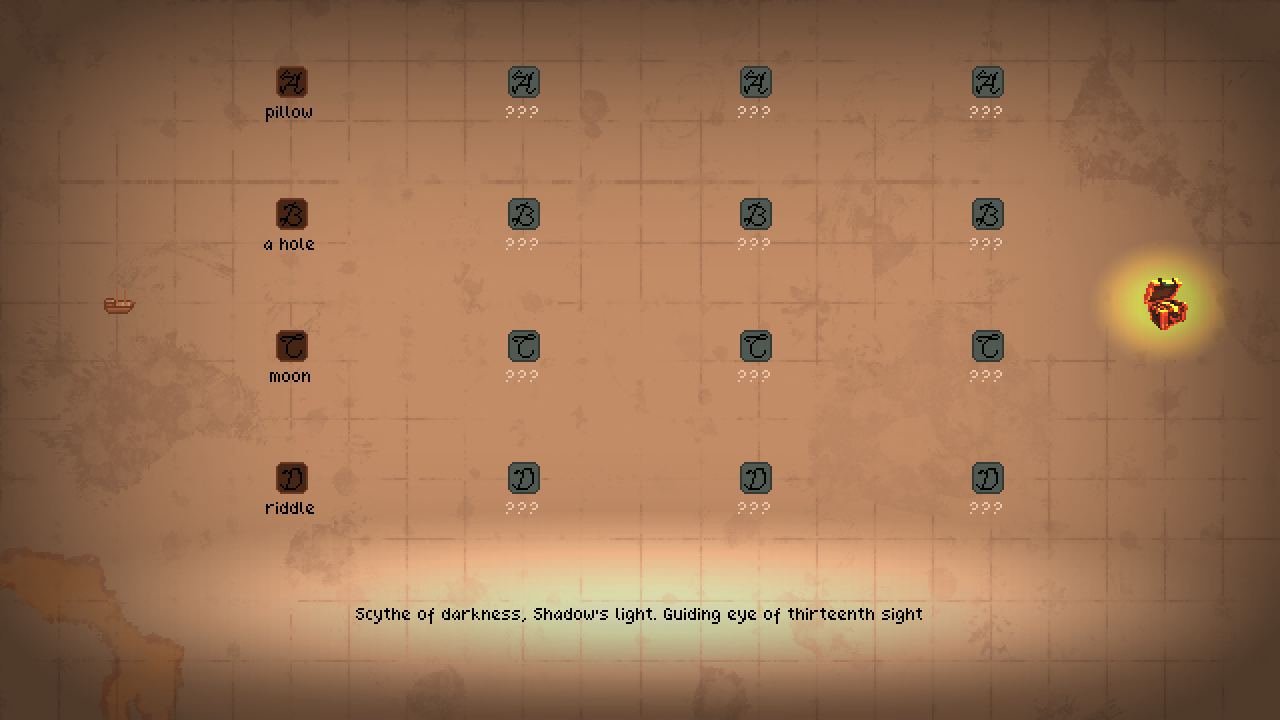 A A A A
pillow ??? ??? ???
B B B B
a hole ??? ??? ???
C C C C
moon ??? ??? ???
D D D D
riddle ??? ??? ???
Scythe of darkness, Shadow's light. Guiding eye of thirteenth sight